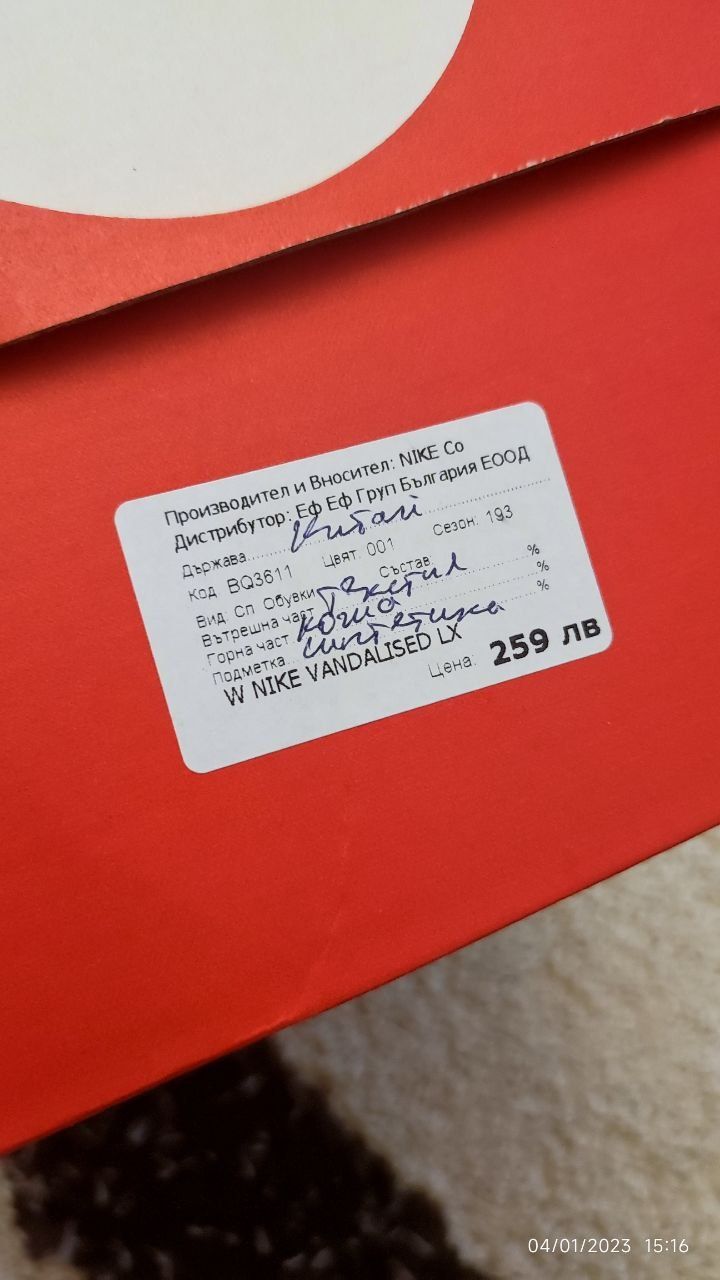 Производител и Вносител: NIKE Co
Дистрибутор: Еф Еф Груп България ЕООД
Държава......Китай......
Код: BQ3611 Цвят: 001 Сезон: 193
Вид: Сп. Обувки Състав:
Вътрешна част текстил %
Горна част кожа %
Подметка... синтетика %
W NIKE VANDALISED LX
Цена: 259 лв
04/01/2023 15:16